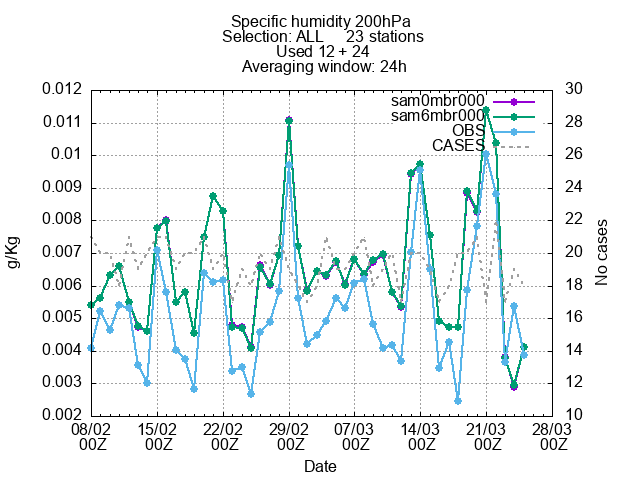 Specific humidity 200hPa
Selection: ALL 23 stations
Used 12 + 24
Averaging window: 24h
0.012
0.011
0.01
0.009
0.008
0.007
0.006
0.005
0.004
0.003
0.002
g/Kg
30
28
26
24
22
20
18
16
14
12
10
No cases
sam0mbr000
sam6mbr000
OBS
CASES
08/02 15/02 22/02 29/02 07/03 14/03 21/03 28/03
00Z 00Z 00Z 00Z 00Z 00Z 00Z 00Z
Date